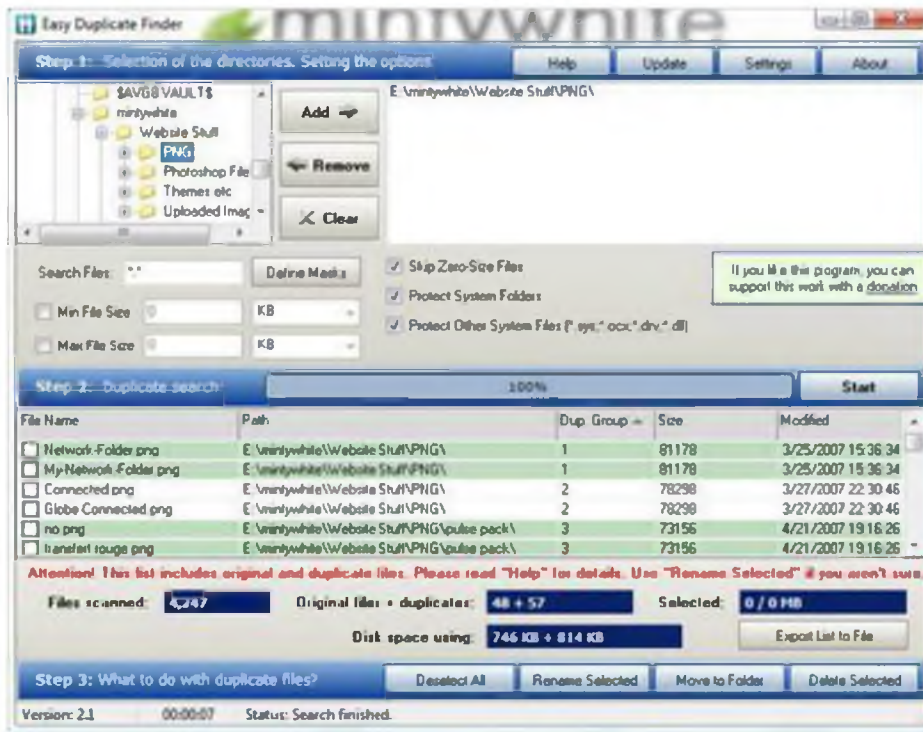 mintywhite
Easy Duplicate Finder
Step 1: Selection of the directories. Setting the options
Help
Update
Settings
About
$AVG8.VAULT$
mintywhite
Website Stuff
PNG
Photoshop File
Themes etc
Uploaded Imag
Add
Remove
Clear
E:\mintywhite\Website Stuff\PNG\
Search Files: *.*
Define Masks
Min File Size 0 KB
Max File Size 0 KB
Skip Zero-Size Files
Protect System Folders
Protect Other System Files (*.sys,*.ocx,*.drv,*.dll)
If you like this program, you can
support this work with a donation
Step 2: Duplicate search:
100%
Start
File Name Path Dup. Group Size Modified
Network-Folder.png E:\mintywhite\Website Stuff\PNG\ 1 81178 3/25/2007 15:36:34
My-Network-Folder.png E:\mintywhite\Website Stuff\PNG\ 1 81178 3/25/2007 15:36:34
Connected.png E:\mintywhite\Website Stuff\PNG\ 2 78298 3/27/2007 22:30:46
Globe Connected.png E:\mintywhite\Website Stuff\PNG\ 2 78298 3/27/2007 22:30:46
no.png E:\mintywhite\Website Stuff\PNG\pulse pack\ 3 73156 4/21/2007 19:16:26
transfert rouge.png E:\mintywhite\Website Stuff\PNG\pulse pack\ 3 73156 4/21/2007 19:16:26
Attention! This list includes original and duplicate files. Please read "Help" for details. Use "Rename Selected" if you aren't sure
Files scanned: 4,247
Original files + duplicates: 48 + 57
Selected: 0 / 0 MB
Disk space using: 746 KB + 814 KB
Export List to File
Step 3: What to do with duplicate files?
Deselect All
Rename Selected
Move to Folder
Delete Selected
Version: 2.1 00:00:07 Status: Search finished.